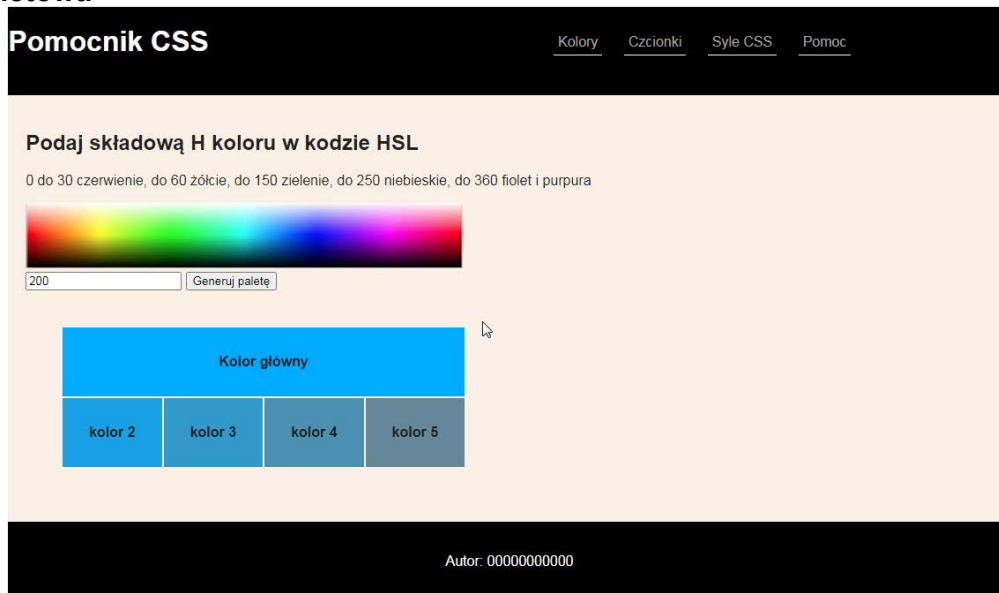 Pomocnik CSS
Kolory Czcionki Syle CSS Pomoc
Podaj składową H koloru w kodzie HSL
0 do 30 czerwienie, do 60 żółcie, do 150 zielenie, do 250 niebieskie, do 360 fiolet i purpura
200 Generuj paletę
Kolor główny
kolor 2 kolor 3 kolor 4 kolor 5
Autor: 00000000000